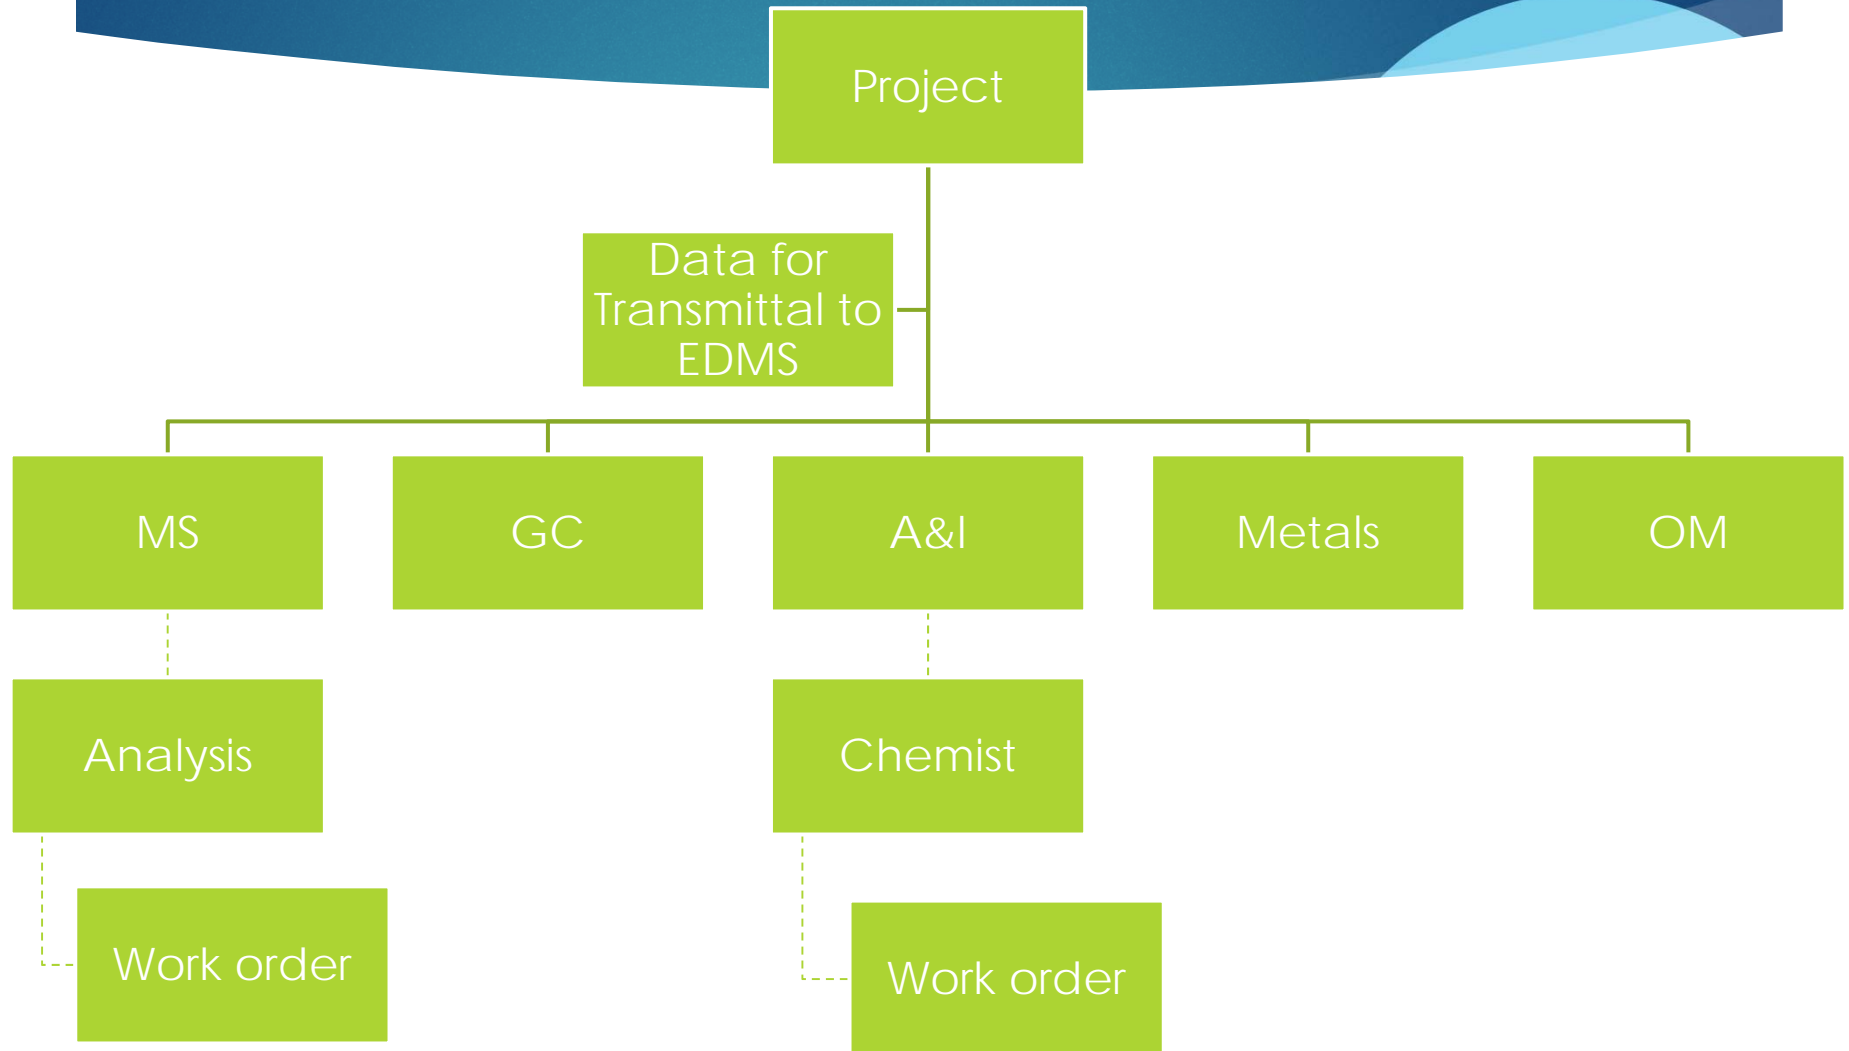 Project
Data for
Transmittal to
EDMS
MS
GC
A&I
Metals
OM
Analysis
Chemist
Work order
Work order